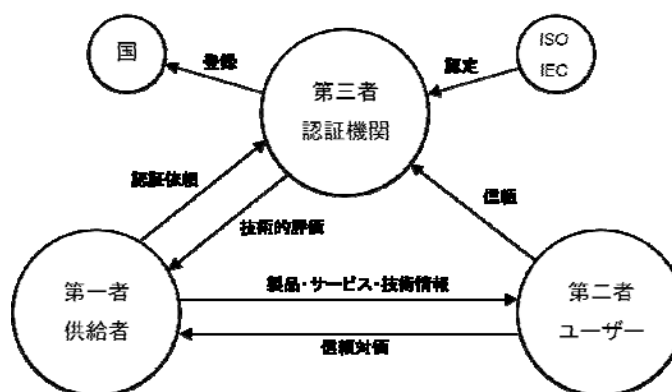 国
登録
第三者
認証機関
認定
ISO
IEC
認証依頼
技術的評価
信頼
第一者
供給者
製品・サービス・技術情報
信頼対価
第二者
ユーザー